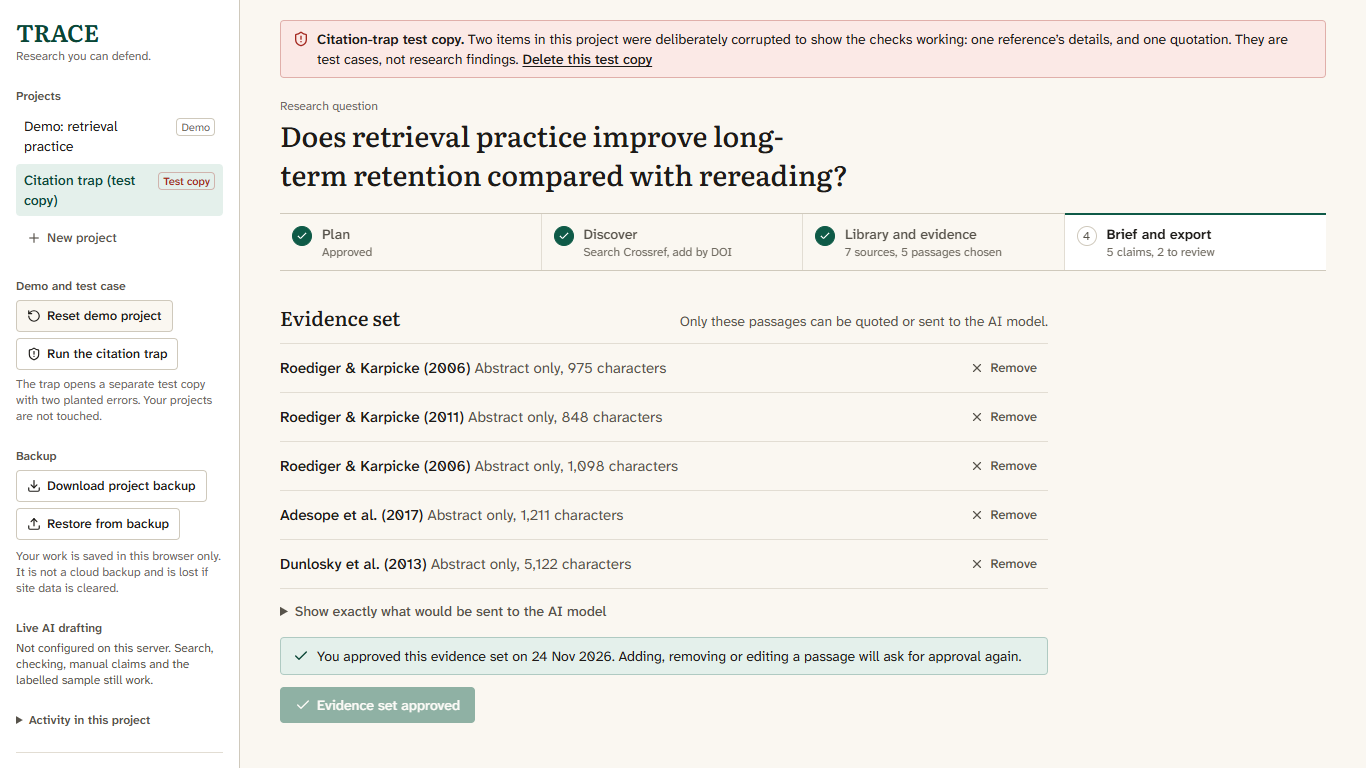 TRACE
Research you can defend.
Projects
Demo: retrieval
practice
Demo
Citation trap (test
copy)
Test copy
New project
Demo and test case
Reset demo project
Run the citation trap
The trap opens a separate test copy
with two planted errors. Your projects
are not touched.
Backup
Download project backup
Restore from backup
Your work is saved in this browser only.
It is not a cloud backup and is lost if
site data is cleared.
Live AI drafting
Not configured on this server. Search,
checking, manual claims and the
labelled sample still work.
Activity in this project
Citation-trap test copy. Two items in this project were deliberately corrupted to show the checks working: one reference’s details, and one quotation. They are
test cases, not research findings. Delete this test copy
Research question
Does retrieval practice improve long-
term retention compared with rereading?
Plan
Approved
Discover
Search Crossref, add by DOI
Library and evidence
7 sources, 5 passages chosen
4
Brief and export
5 claims, 2 to review
Evidence set
Only these passages can be quoted or sent to the AI model.
Roediger & Karpicke (2006) Abstract only, 975 characters
Remove
Roediger & Karpicke (2011) Abstract only, 848 characters
Remove
Roediger & Karpicke (2006) Abstract only, 1,098 characters
Remove
Adesope et al. (2017) Abstract only, 1,211 characters
Remove
Dunlosky et al. (2013) Abstract only, 5,122 characters
Remove
Show exactly what would be sent to the AI model
You approved this evidence set on 24 Nov 2026. Adding, removing or editing a passage will ask for approval again.
Evidence set approved